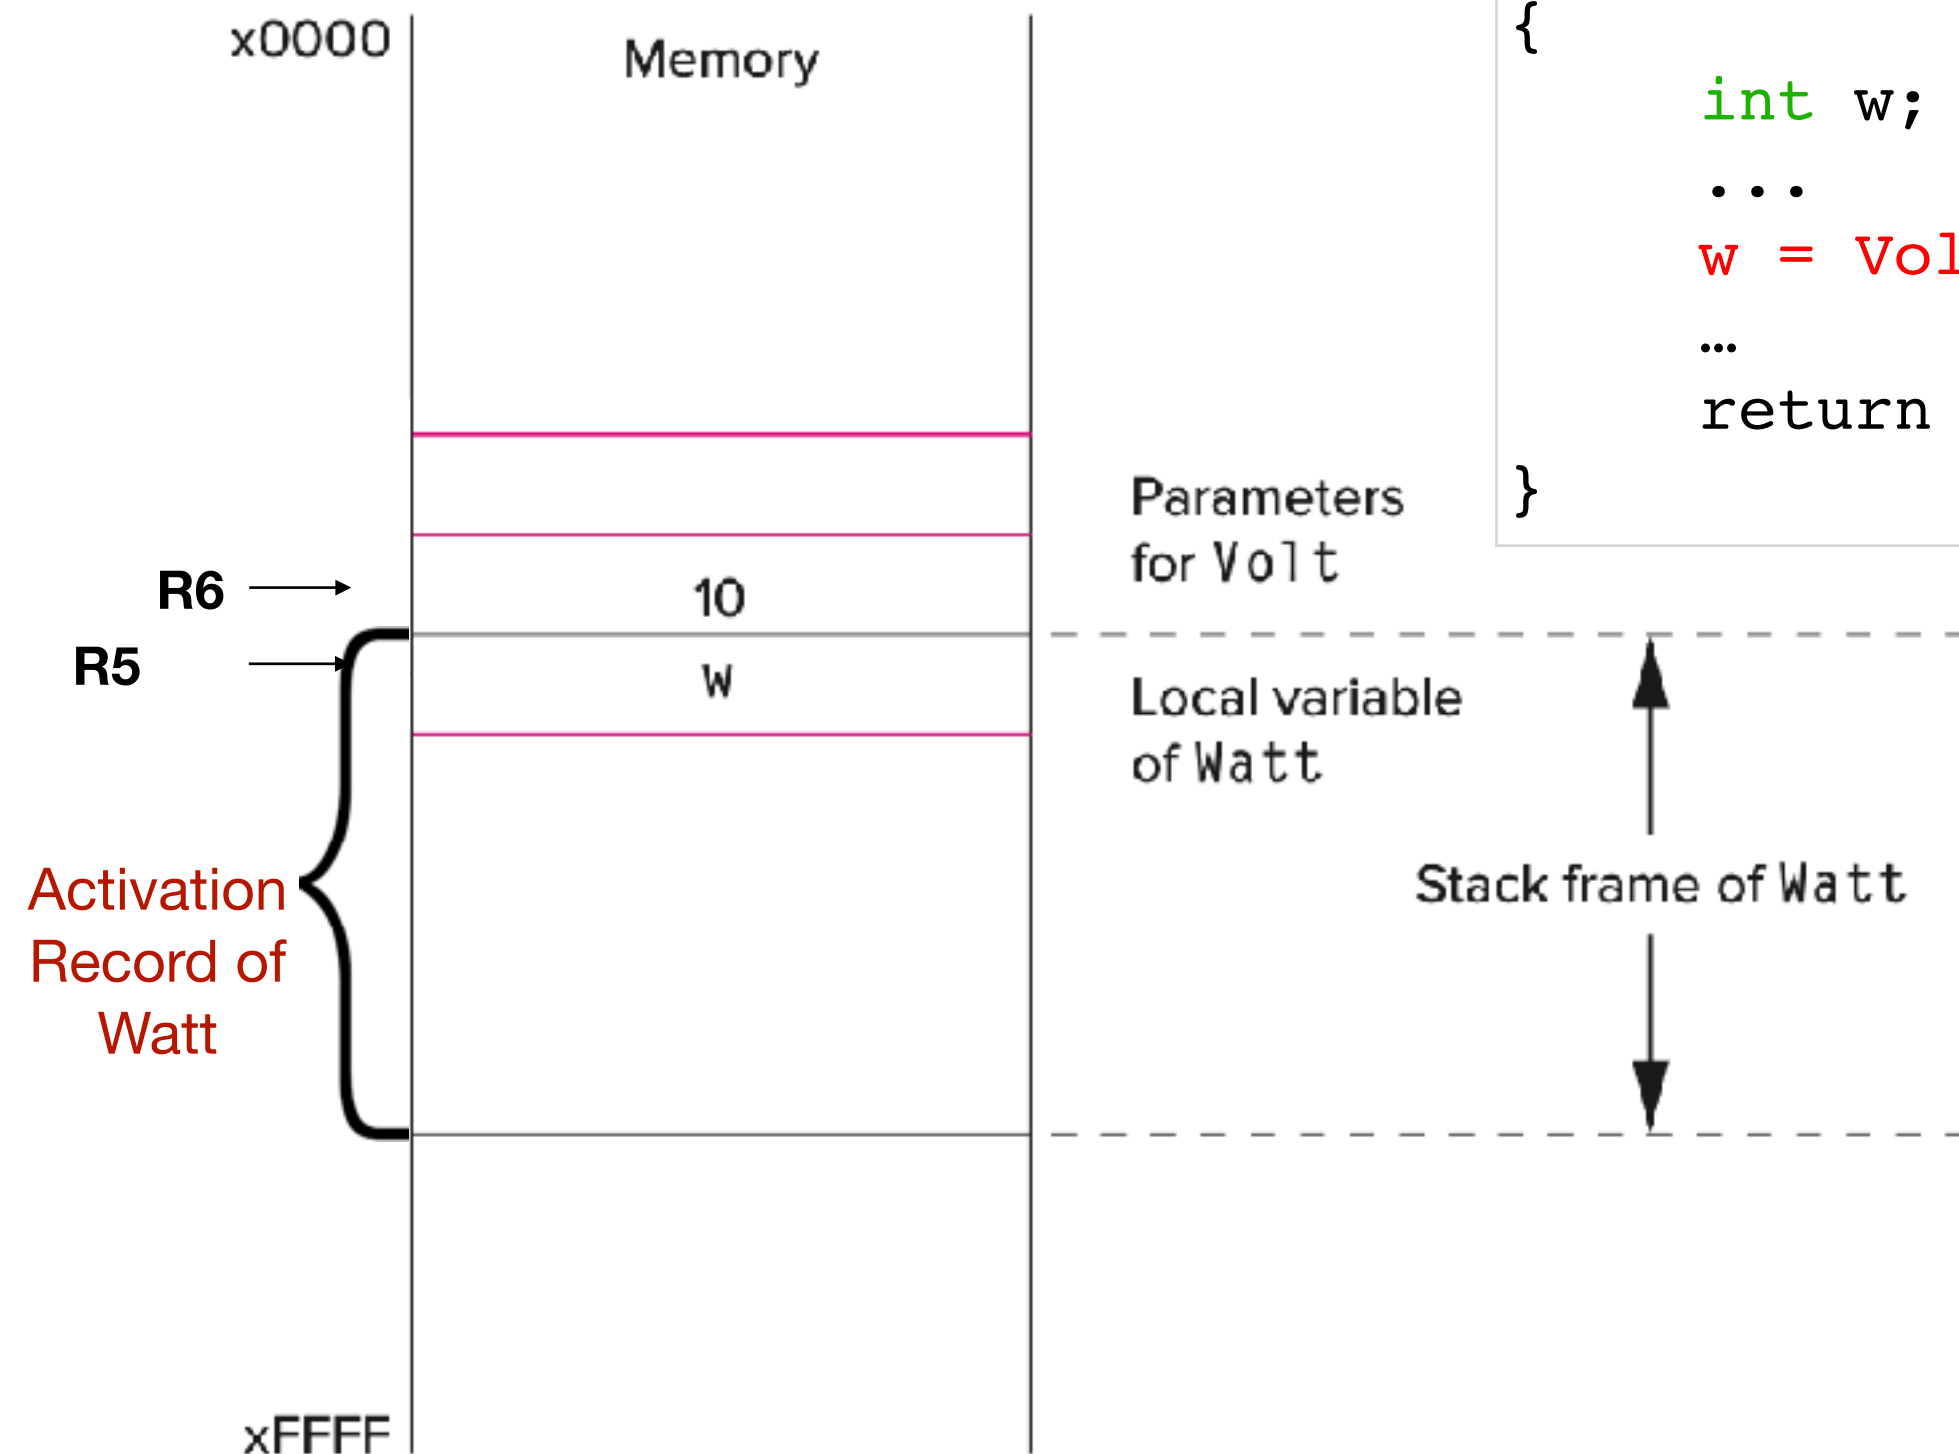 x0000
Memory
{
int w;
...
w = Vol
…
return
}
Parameters
for Volt
R6
10
R5
W
Local variable
of Watt
Activation
Record of
Watt
Stack frame of Watt
xFFFF